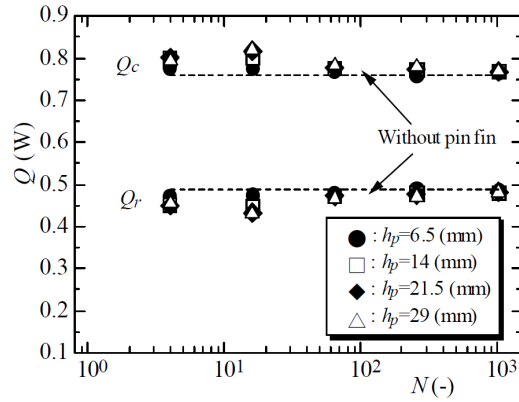 0.9
0.8
0.7
0.6
0.5
0.4
0.3
0.2
0.1
Q (W)
Qc
Without pin fin
Qr
● : hp=6.5 (mm)
□ : hp=14 (mm)
◆ : hp=21.5 (mm)
△ : hp=29 (mm)
10⁰ 10¹ 10² 10³
N(-)